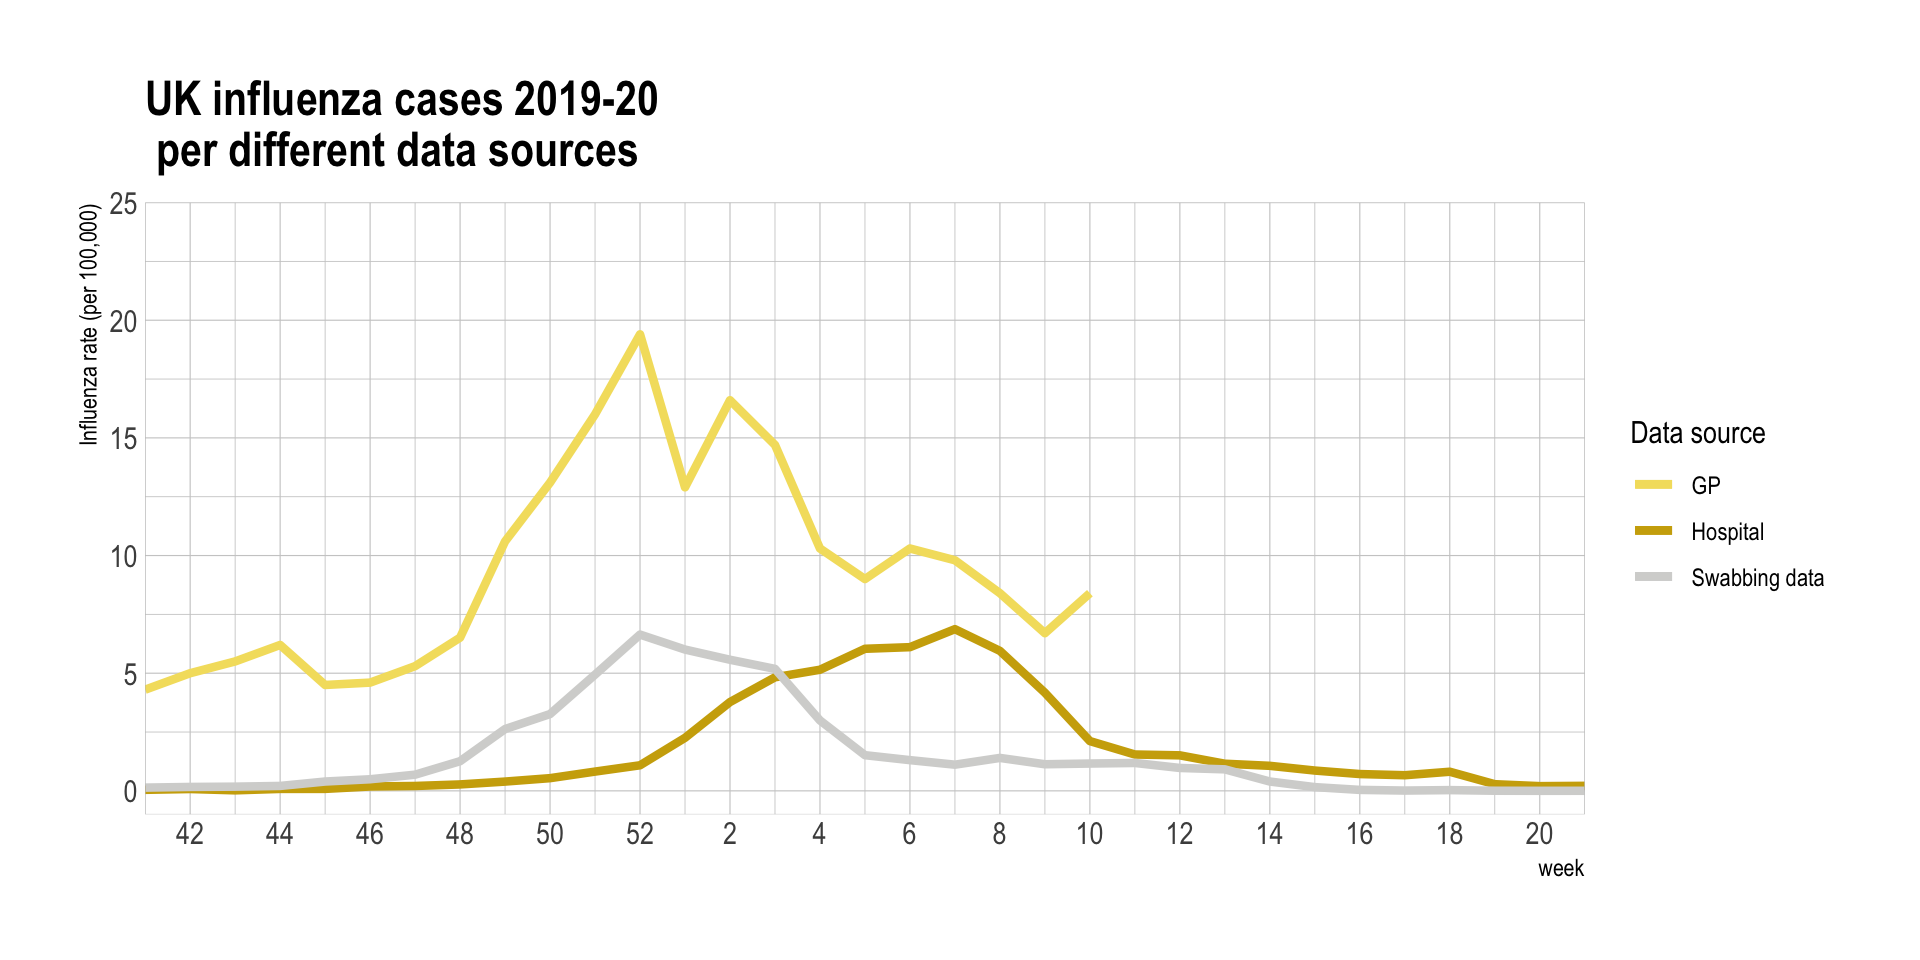 UK influenza cases 2019-20
per different data sources
Influenza rate (per 100,000)
25
20
15
10
5
0
42 44 46 48 50 52 2 4 6 8 10 12 14 16 18 20
week
Data source
GP
Hospital
Swabbing data